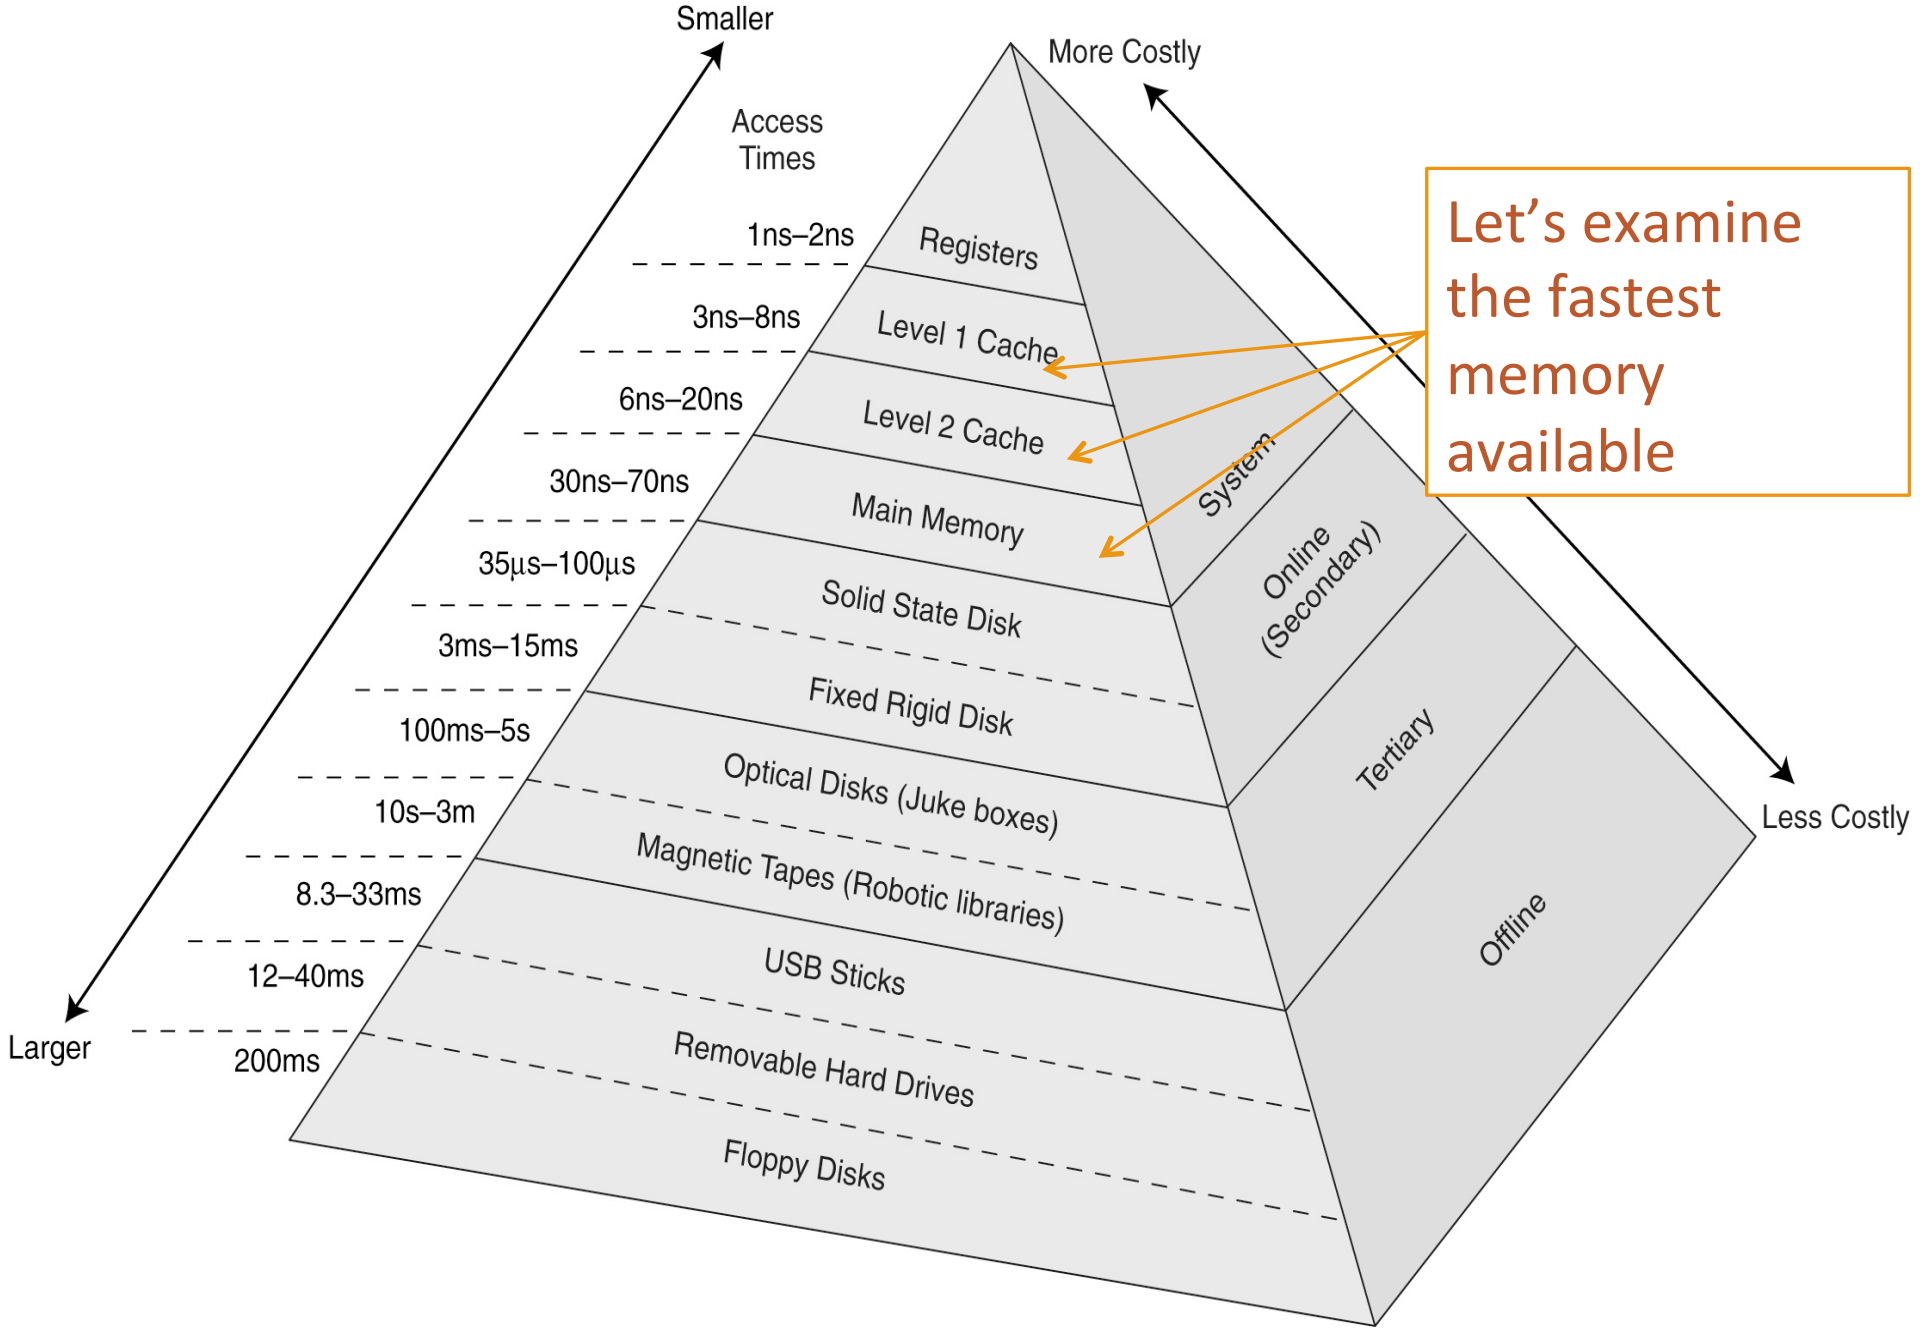 Smaller
More Costly
Access
Times
Let’s examine
the fastest
memory
available
1ns–2ns
Registers
3ns–8ns
Level 1 Cache
6ns–20ns
Level 2 Cache
System
30ns–70ns
Main Memory
Online
(Secondary)
35μs–100μs
Solid State Disk
3ms–15ms
Fixed Rigid Disk
100ms–5s
Optical Disks (Juke boxes)
Tertiary
10s–3m
Magnetic Tapes (Robotic libraries)
Less Costly
8.3–33ms
USB Sticks
Offline
12–40ms
Removable Hard Drives
Larger
200ms
Floppy Disks